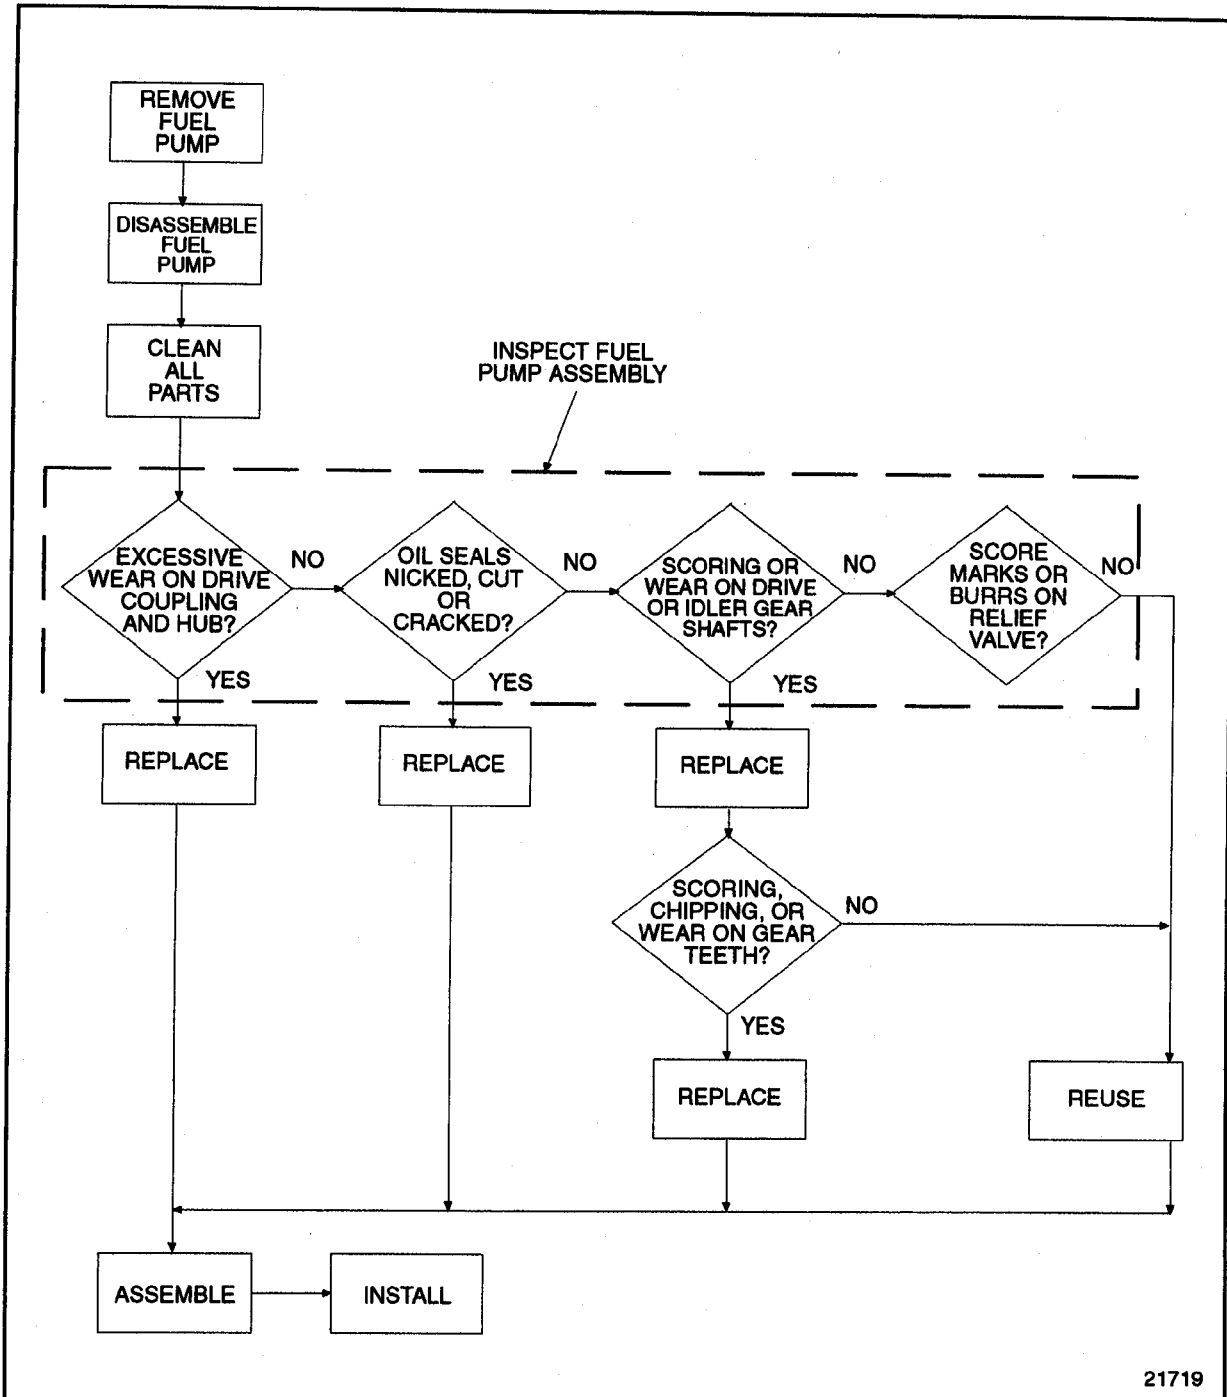 REMOVE
FUEL
PUMP
DISASSEMBLE
FUEL
PUMP
CLEAN
ALL
PARTS
INSPECT FUEL
PUMP ASSEMBLY
EXCESSIVE
WEAR ON DRIVE
COUPLING
AND HUB?
NO
OIL SEALS
NICKED, CUT
OR
CRACKED?
NO
SCORING OR
WEAR ON DRIVE
OR IDLER GEAR
SHAFTS?
NO
SCORE
MARKS OR
BURRS ON
RELIEF
VALVE?
NO
YES
YES
YES
REPLACE
REPLACE
REPLACE
SCORING,
CHIPPING, OR
WEAR ON GEAR
TEETH?
NO
YES
REPLACE
REUSE
ASSEMBLE
INSTALL
21719